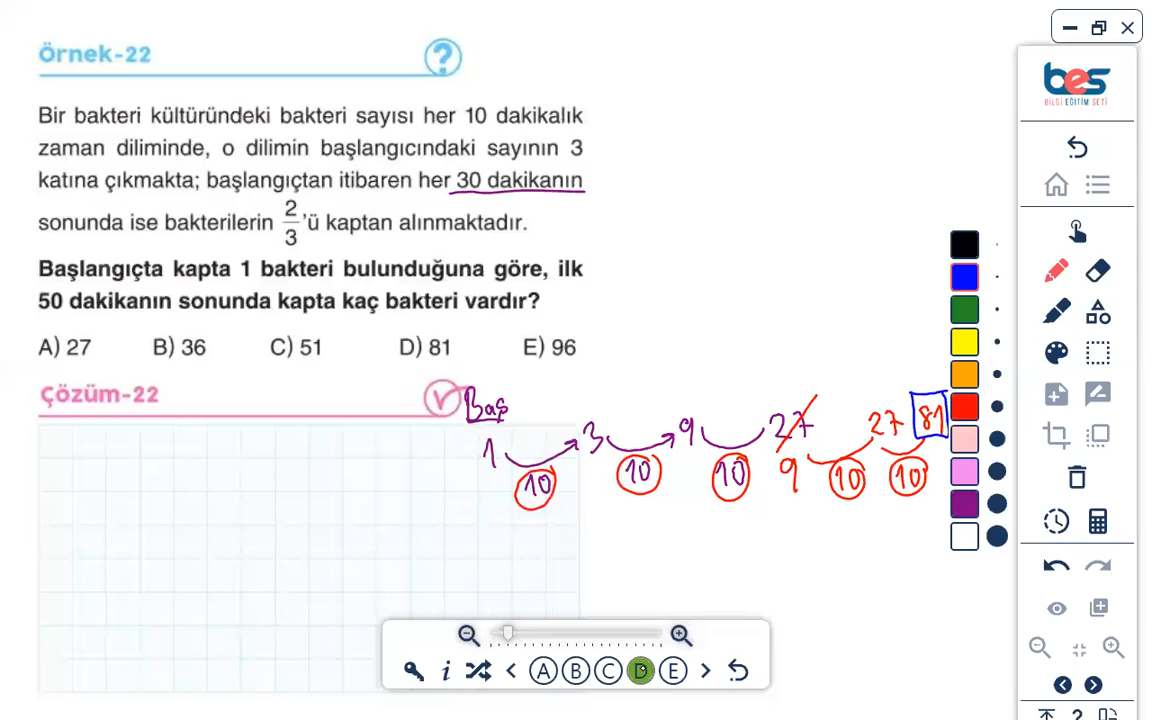 Örnek-22
?
Bir bakteri kültüründeki bakteri sayısı her 10 dakikalık
zaman diliminde, o dilimin başlangıcındaki sayının 3
katına çıkmakta; başlangıçtan itibaren her 30 dakikanın
sonunda ise bakterilerin 2/3'ü kaptan alınmaktadır.
Başlangıçta kapta 1 bakteri bulunduğuna göre, ilk
50 dakikanın sonunda kapta kaç bakteri vardır?
A) 27 B) 36 C) 51 D) 81 E) 96
Çözüm-22
Baş
1 3 9 27 27 81
9
10 10 10 10 10
bes
BİLGİ EĞİTİM SETİ
i A B C D E
?